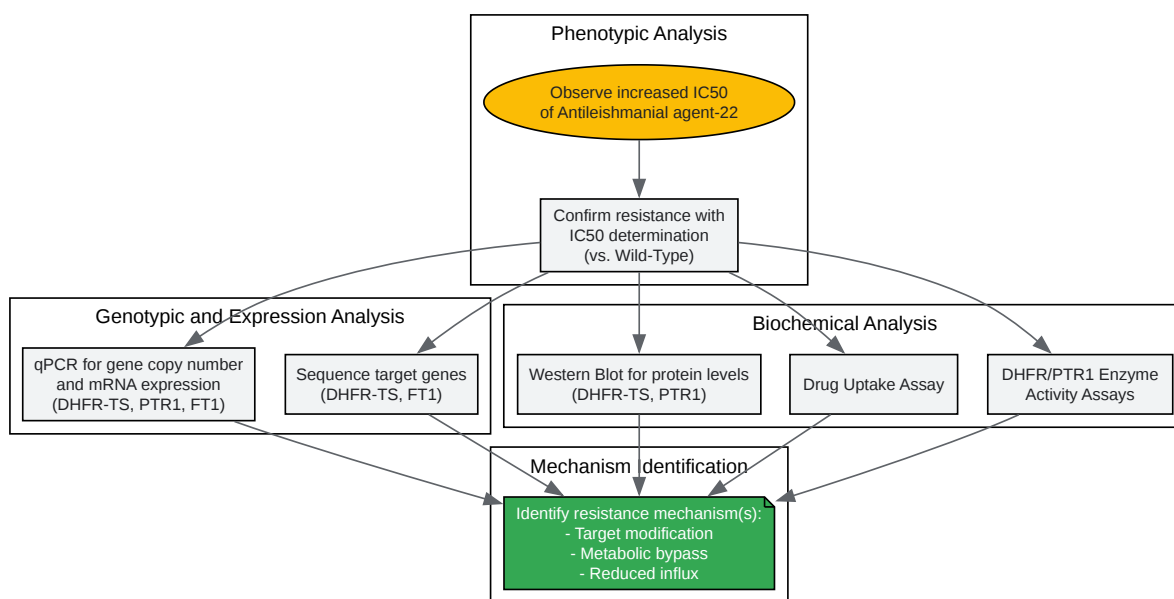 Phenotypic Analysis
Observe increased IC50
of Antileishmanial agent-22
Confirm resistance with
IC50 determination
(vs. Wild-Type)
Genotypic and Expression Analysis
qPCR for gene copy number
and mRNA expression
(DHFR-TS, PTR1, FT1)
Sequence target genes
(DHFR-TS, FT1)
Biochemical Analysis
Western Blot for protein levels
(DHFR-TS, PTR1)
Drug Uptake Assay
DHFR/PTR1 Enzyme
Activity Assays
Mechanism Identification
Identify resistance mechanism(s):
- Target modification
- Metabolic bypass
- Reduced influx